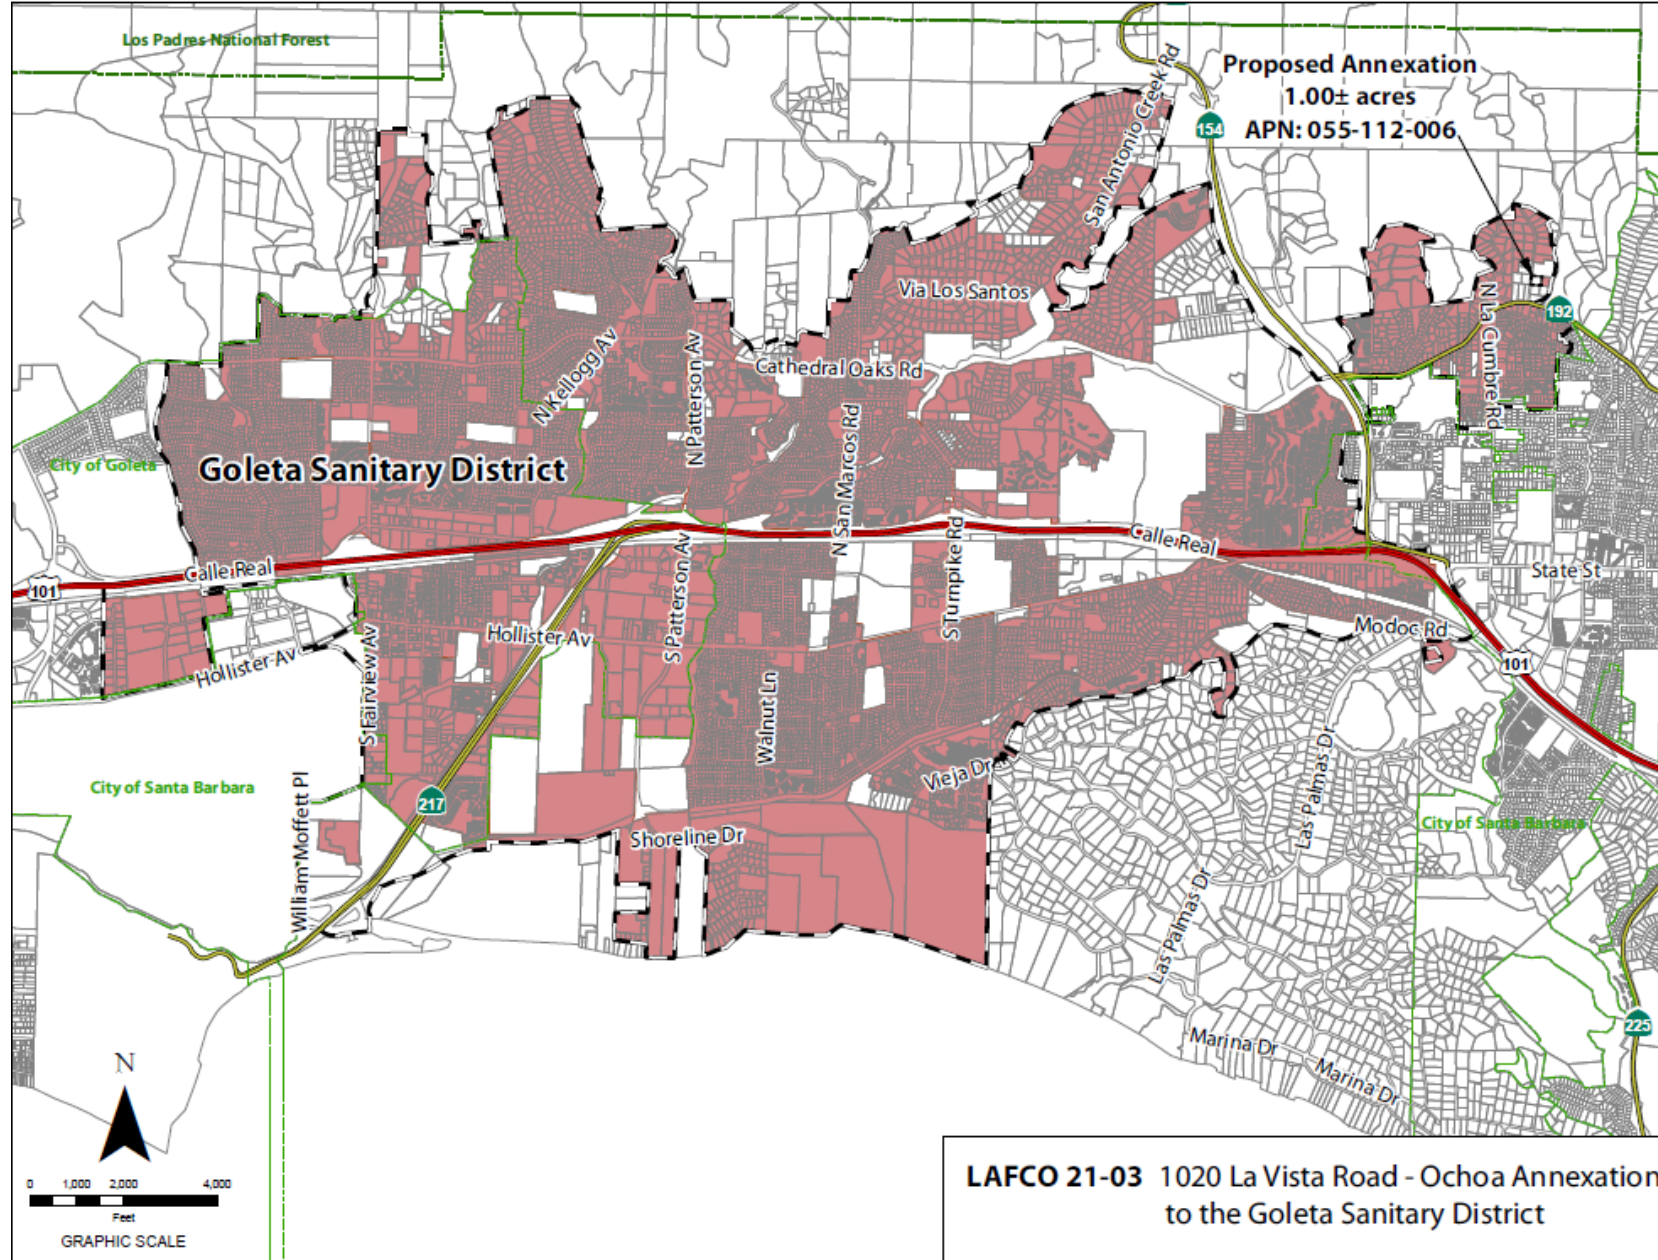 Los Padres National Forest
Proposed Annexation
1.00± acres
APN: 055-112-006
154
San Antonio Creek Rd
192
N La Cumbre Rd
Via Los Santos
Cathedral Oaks Rd
N Kellogg Av
N Patterson Av
N San Marcos Rd
City of Goleta
Goleta Sanitary District
S Turnpike Rd
Calle Real
Calle Real
101
State St
Hollister Av
Hollister Av
S Fairview Av
S Patterson Av
Walnut Ln
Modoc Rd
101
Vieja Dr
Las Palmas Dr
City of Santa Barbara
217
William Moffett Pl
Shoreline Dr
City of Santa Barbara
Las Palmas Dr
225
Marina Dr
Marina Dr
N
0 1,000 2,000 4,000
Feet
GRAPHIC SCALE
LAFCO 21-03 1020 La Vista Road - Ochoa Annexation
to the Goleta Sanitary District